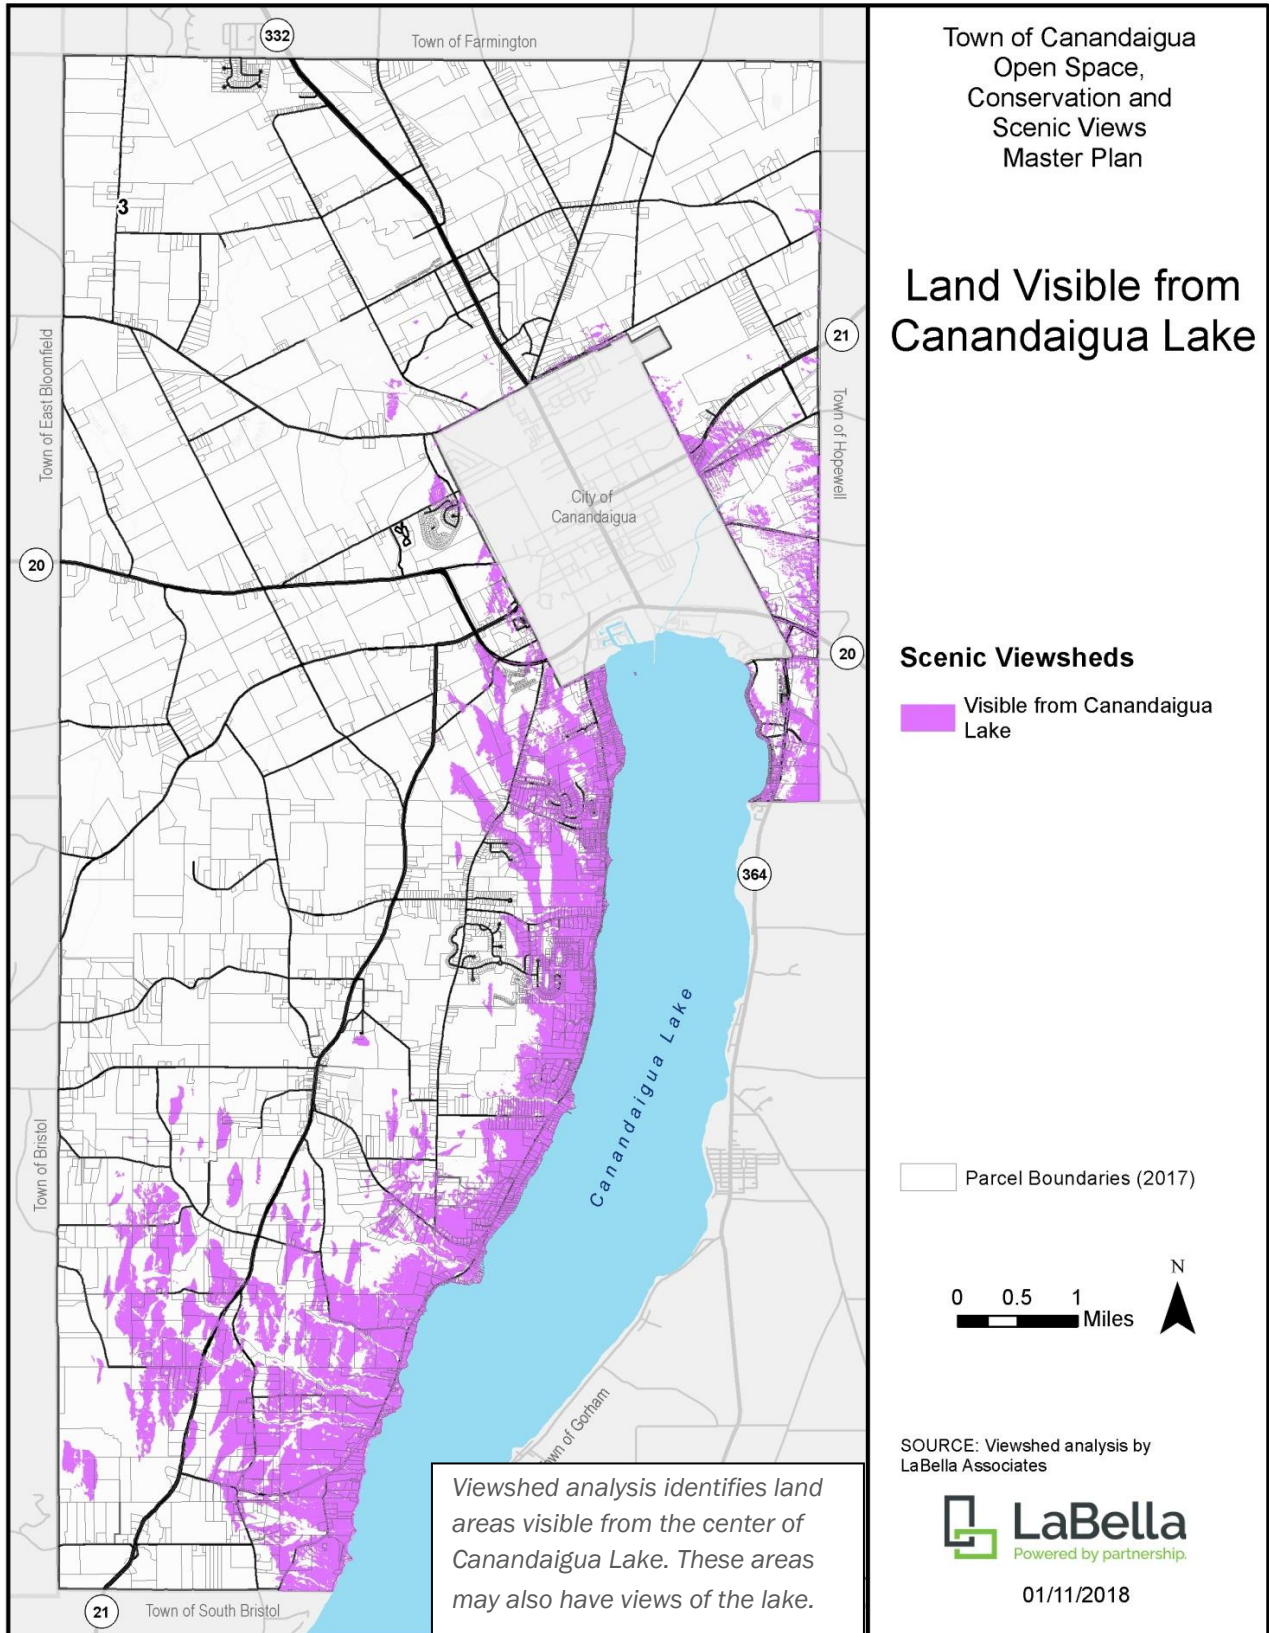 332
Town of Farmington
3
21
Town of East Bloomfield
Town of Hopewell
City of
Canandaigua
20
20
364
Canandaigua Lake
Town of Bristol
Town of Gorham
21
Town of South Bristol
Viewshed analysis identifies land
areas visible from the center of
Canandaigua Lake. These areas
may also have views of the lake.
Town of Canandaigua
Open Space,
Conservation and
Scenic Views
Master Plan
Land Visible from
Canandaigua Lake
Scenic Viewsheds
Visible from Canandaigua
Lake
Parcel Boundaries (2017)
N
0 0.5 1
Miles
SOURCE: Viewshed analysis by
LaBella Associates
LaBella
Powered by partnership.
01/11/2018